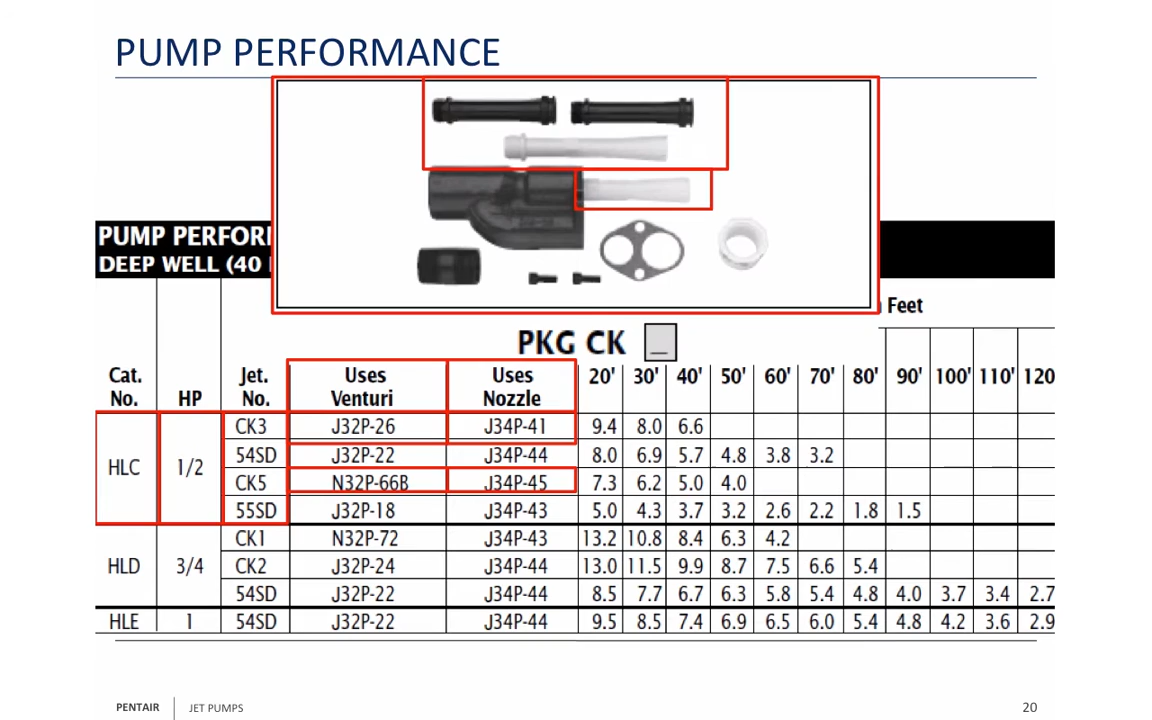 PUMP PERFORMANCE
PUMP PERFOR
DEEP WELL (40
Feet
PKG CK _
Cat. No. HP Jet. No. Uses Venturi Uses Nozzle 20' 30' 40' 50' 60' 70' 80' 90' 100' 110' 120
HLC 1/2 CK3 J32P-26 J34P-41 9.4 8.0 6.6
54SD J32P-22 J34P-44 8.0 6.9 5.7 4.8 3.8 3.2
CK5 N32P-66B J34P-45 7.3 6.2 5.0 4.0
55SD J32P-18 J34P-43 5.0 4.3 3.7 3.2 2.6 2.2 1.8 1.5
HLD 3/4 CK1 N32P-72 J34P-43 13.2 10.8 8.4 6.3 4.2
CK2 J32P-24 J34P-44 13.0 11.5 9.9 8.7 7.5 6.6 5.4
54SD J32P-22 J34P-44 8.5 7.7 6.7 6.3 5.8 5.4 4.8 4.0 3.7 3.4 2.7
HLE 1 54SD J32P-22 J34P-44 9.5 8.5 7.4 6.9 6.5 6.0 5.4 4.8 4.2 3.6 2.9
PENTAIR JET PUMPS 20